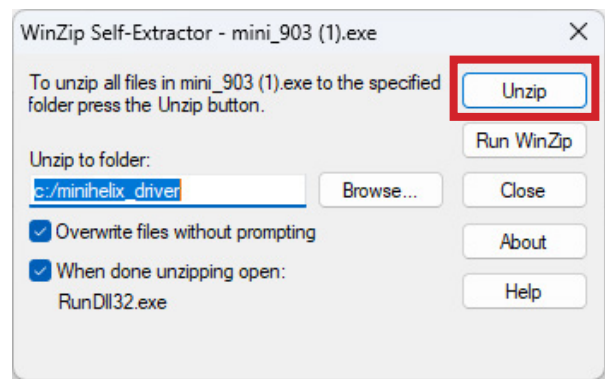 WinZip Self-Extractor - mini_903 (1).exe
To unzip all files in mini_903 (1).exe to the specified
folder press the Unzip button.
Unzip
Run WinZip
Unzip to folder:
c:/minihelix_driver
Browse...
Close
Overwrite files without prompting
About
When done unzipping open:
RunDll32.exe
Help